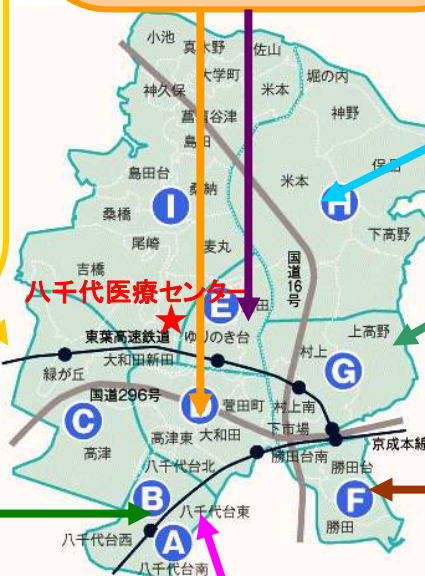 小池
真木野
佐山
大学町
米本
堀の内
神久保
神野
島田
保品
島田台
桑納
米本
I
H
桑橋
下高野
尾崎
麦丸
国道16号
吉橋
八千代医療センター
E
田
東葉高速鉄道
ゆりのき台
上高野
大和田新田
村上
G
緑が丘
国道296号
D
萱田町
村上南
C
高津東
大和田
下市場
高津
京成本線
八千代台北
勝田台南
勝田台
B
八千代台東
F
八千代台西
A
勝田
八千代台南